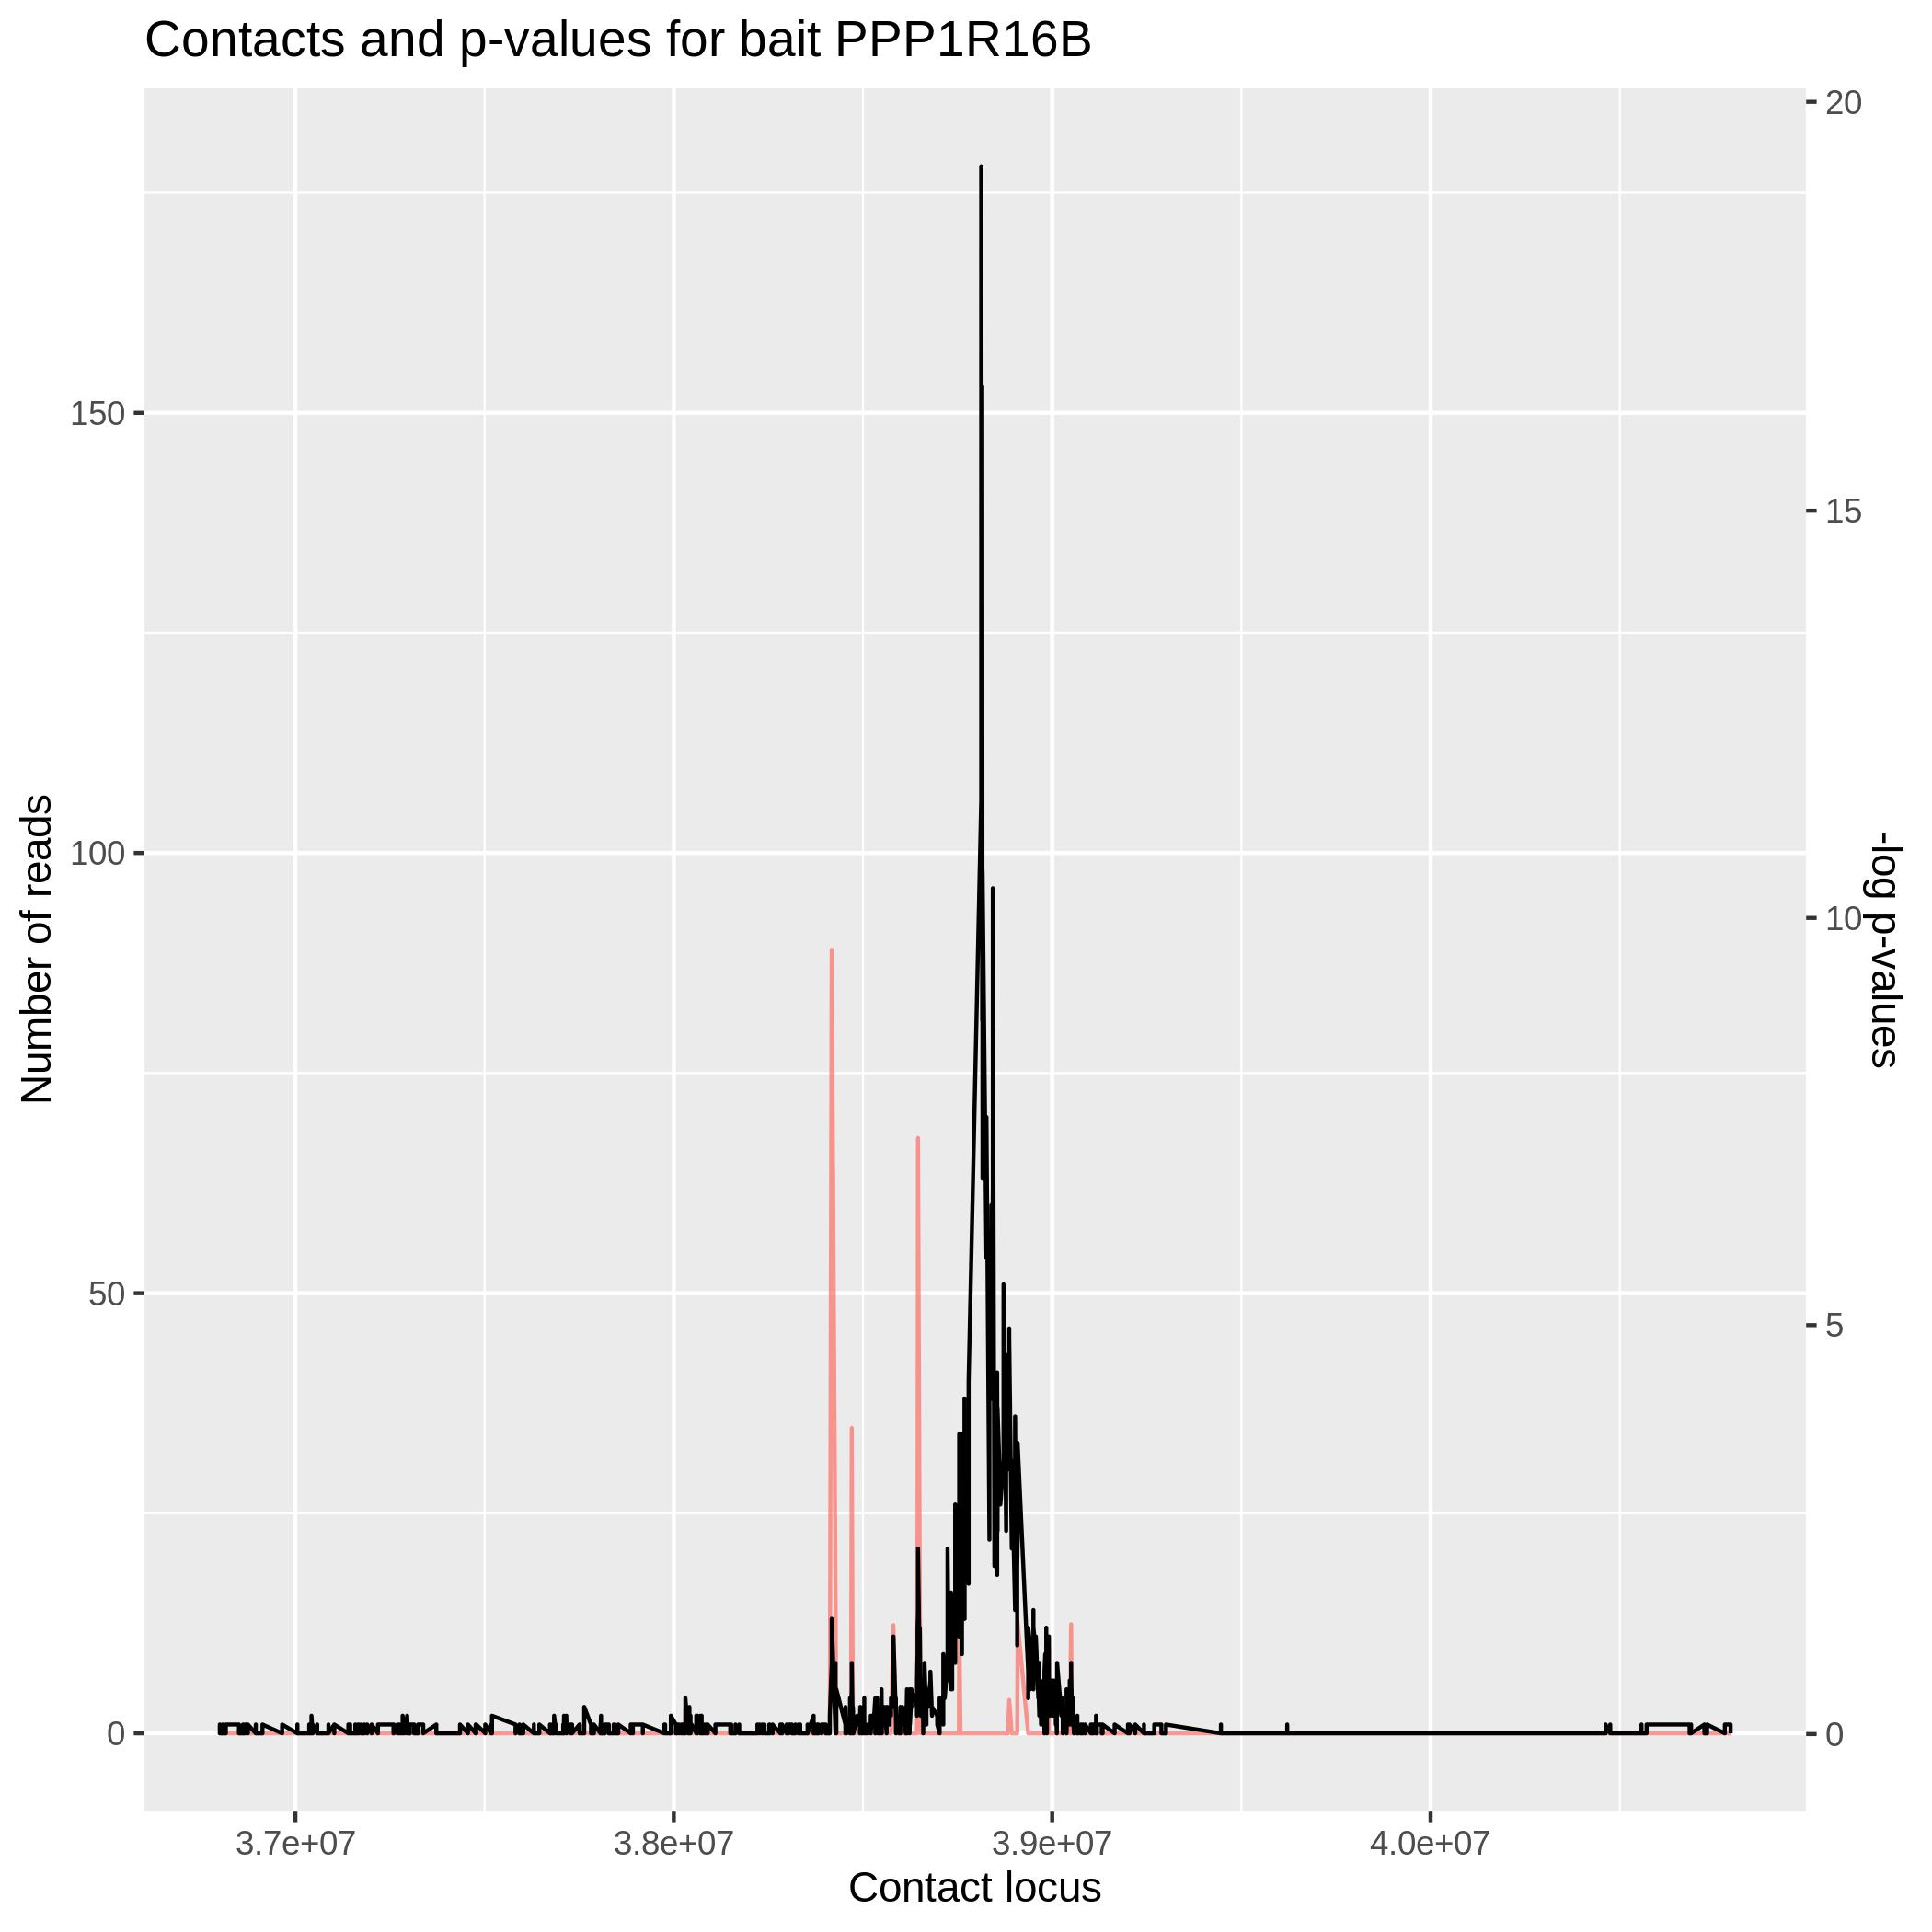 Contacts and p-values for bait PPP1R16B
Number of reads
150
100
50
0
20
15
10
5
0
-log p-values
3.7e+07
3.8e+07
3.9e+07
4.0e+07
Contact locus